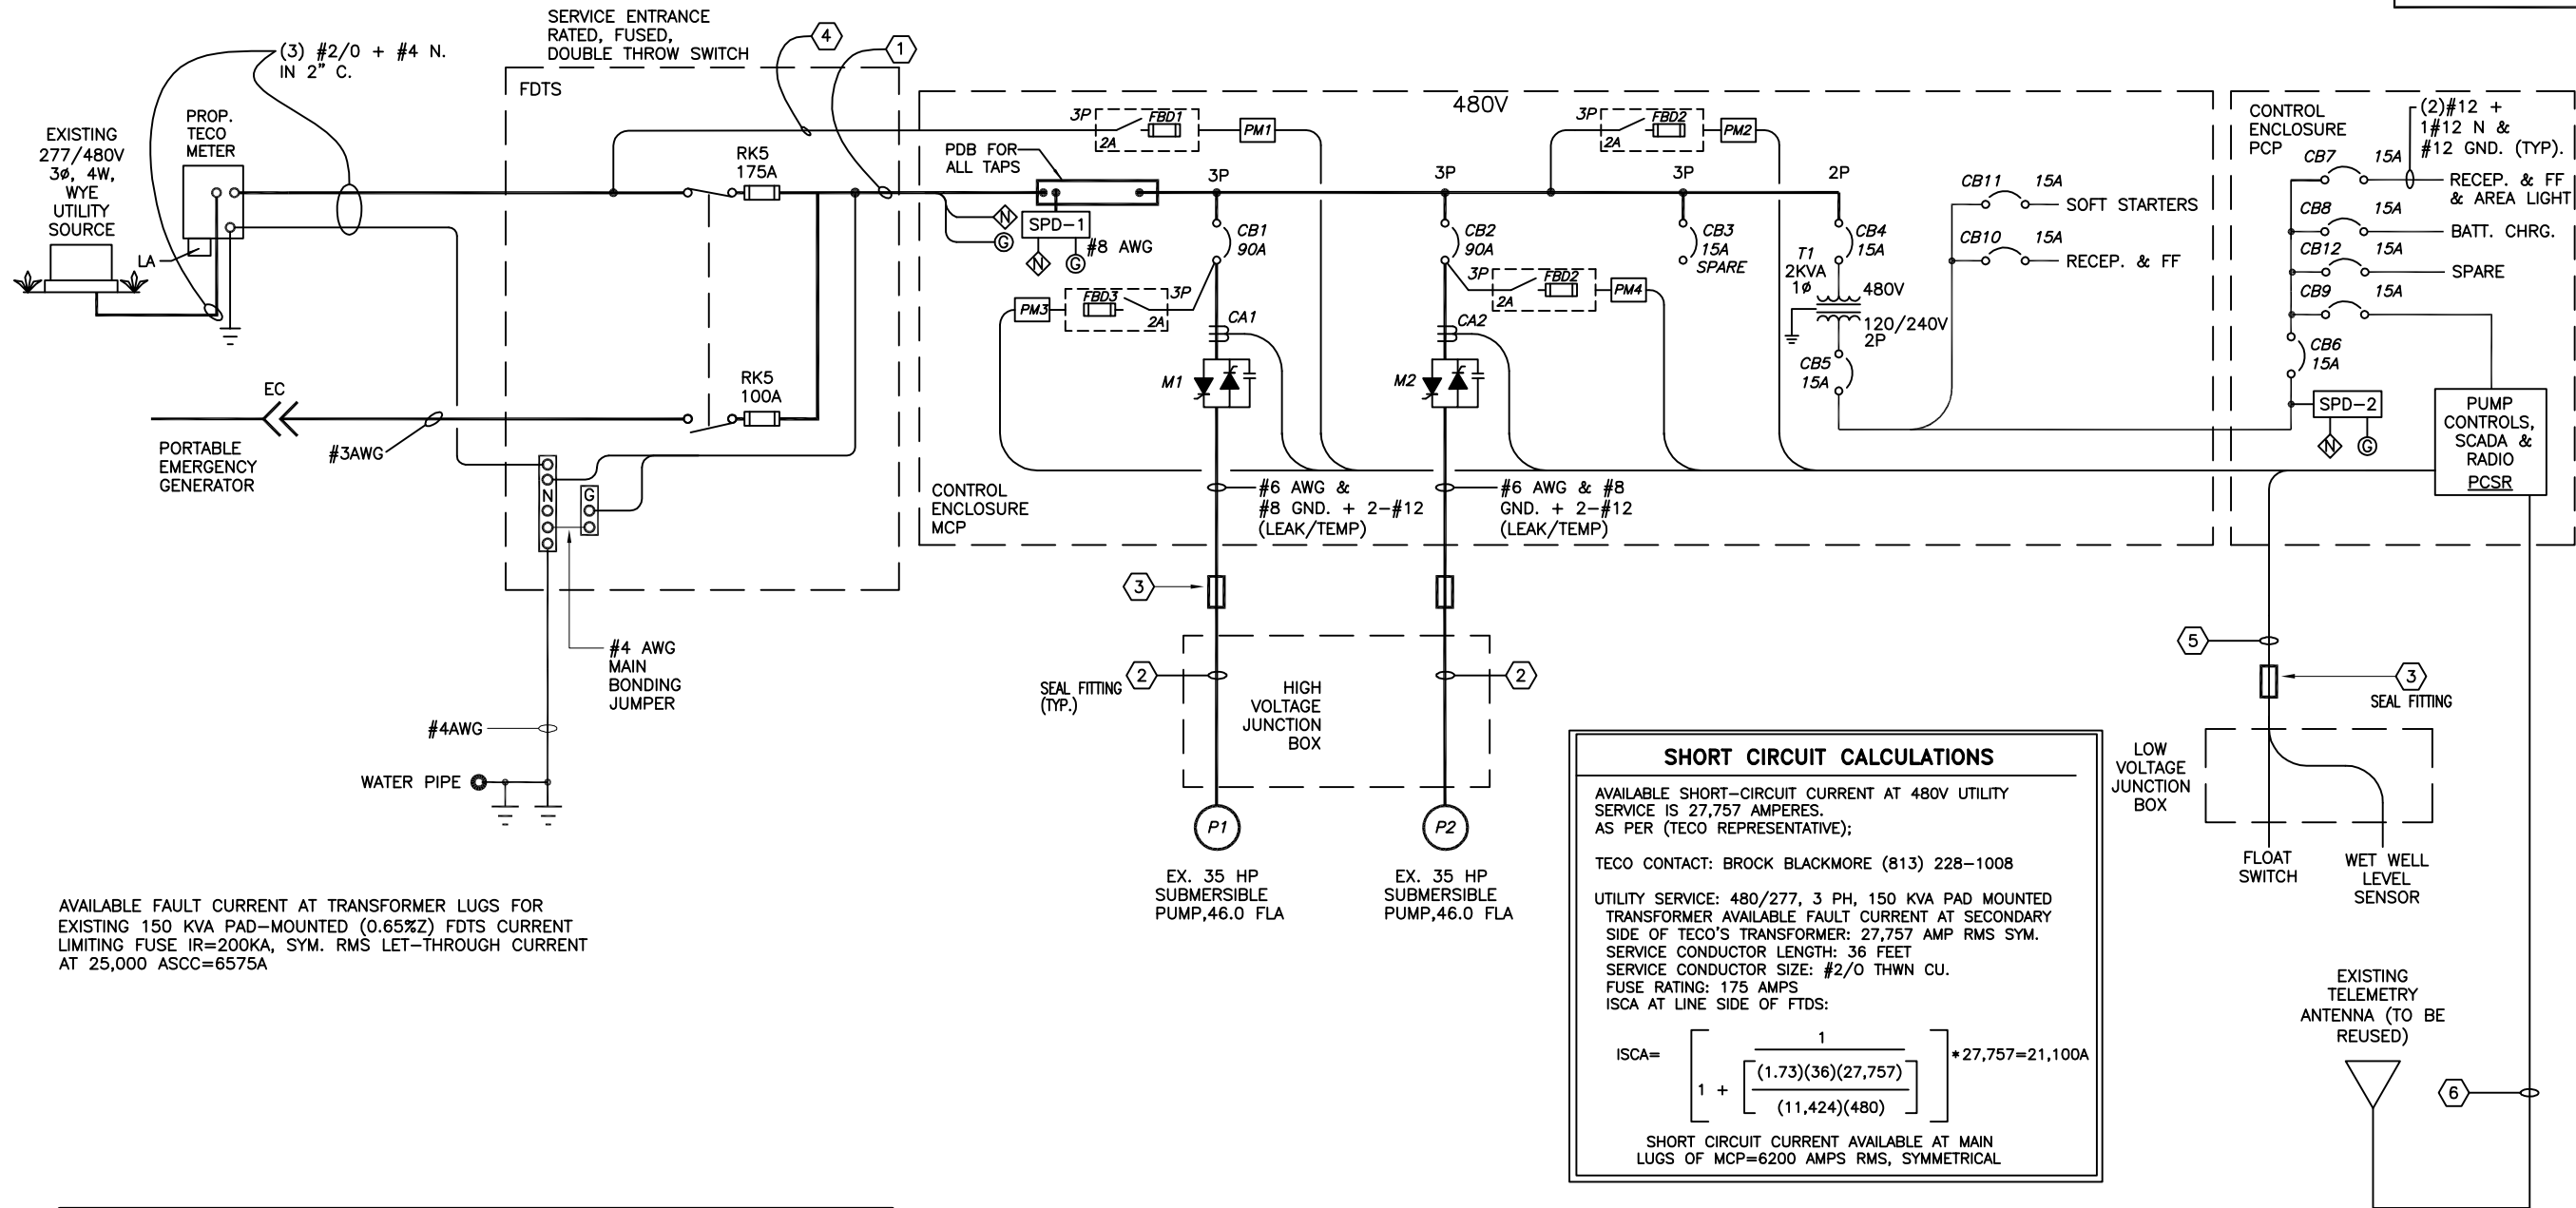 SERVICE ENTRANCE
RATED, FUSED,
DOUBLE THROW SWITCH
FDTS
(3) #2/0 + #4 N.
IN 2" C.
4
1
PROP.
TECO
METER
EXISTING
277/480V
3ø, 4W,
WYE
UTILITY
SOURCE
LA
RK5
175A
EC
RK5
100A
PORTABLE
EMERGENCY
GENERATOR
#3AWG
N
G
#4 AWG
MAIN
BONDING
JUMPER
#4AWG
WATER PIPE
480V
PDB FOR
ALL TAPS
3P
FBD1
2A
PM1
3P
FBD2
2A
PM2
N
G
SPD-1
#8 AWG
N
G
3P
CB1
90A
3P
CB2
90A
3P
CB3
15A
SPARE
2P
CB4
15A
PM3
FBD3
3P
2A
3P
FBD2
2A
PM4
CA1
CA2
M1
M2
T1
2KVA
1ø
480V
120/240V
2P
CB5
15A
CB11
15A
SOFT STARTERS
CB10
15A
RECEP. & FF
CONTROL
ENCLOSURE
MCP
#6 AWG &
#8 GND. + 2-#12
(LEAK/TEMP)
#6 AWG & #8
GND. + 2-#12
(LEAK/TEMP)
CONTROL
ENCLOSURE
PCP
(2)#12 +
1#12 N &
#12 GND. (TYP).
CB7
15A
RECEP. & FF
& AREA LIGHT
CB8
15A
BATT. CHRG.
CB12
15A
SPARE
CB9
15A
CB6
15A
SPD-2
N
G
PUMP
CONTROLS,
SCADA &
RADIO
PCSR
3
SEAL FITTING
(TYP.)
2
2
HIGH
VOLTAGE
JUNCTION
BOX
P1
P2
EX. 35 HP
SUBMERSIBLE
PUMP,46.0 FLA
EX. 35 HP
SUBMERSIBLE
PUMP,46.0 FLA
5
3
SEAL FITTING
LOW
VOLTAGE
JUNCTION
BOX
FLOAT
SWITCH
WET WELL
LEVEL
SENSOR
EXISTING
TELEMETRY
ANTENNA (TO BE
REUSED)
6
AVAILABLE FAULT CURRENT AT TRANSFORMER LUGS FOR
EXISTING 150 KVA PAD-MOUNTED (0.65%Z) FDTS CURRENT
LIMITING FUSE IR=200KA, SYM. RMS LET-THROUGH CURRENT
AT 25,000 ASCC=6575A
SHORT CIRCUIT CALCULATIONS
AVAILABLE SHORT-CIRCUIT CURRENT AT 480V UTILITY
SERVICE IS 27,757 AMPERES.
AS PER (TECO REPRESENTATIVE);
TECO CONTACT: BROCK BLACKMORE (813) 228-1008
UTILITY SERVICE: 480/277, 3 PH, 150 KVA PAD MOUNTED
TRANSFORMER AVAILABLE FAULT CURRENT AT SECONDARY
SIDE OF TECO'S TRANSFORMER: 27,757 AMP RMS SYM.
SERVICE CONDUCTOR LENGTH: 36 FEET
SERVICE CONDUCTOR SIZE: #2/0 THWN CU.
FUSE RATING: 175 AMPS
ISCA AT LINE SIDE OF FTDS:
1
ISCA= *27,757=21,100A
(1.73)(36)(27,757)
1 +
(11,424)(480)
SHORT CIRCUIT CURRENT AVAILABLE AT MAIN
LUGS OF MCP=6200 AMPS RMS, SYMMETRICAL